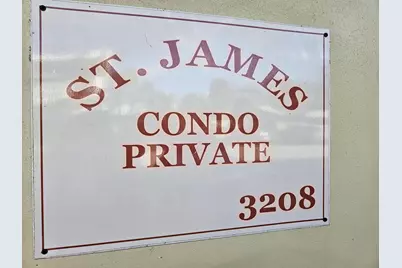 ST. JAMES
CONDO
PRIVATE
3208